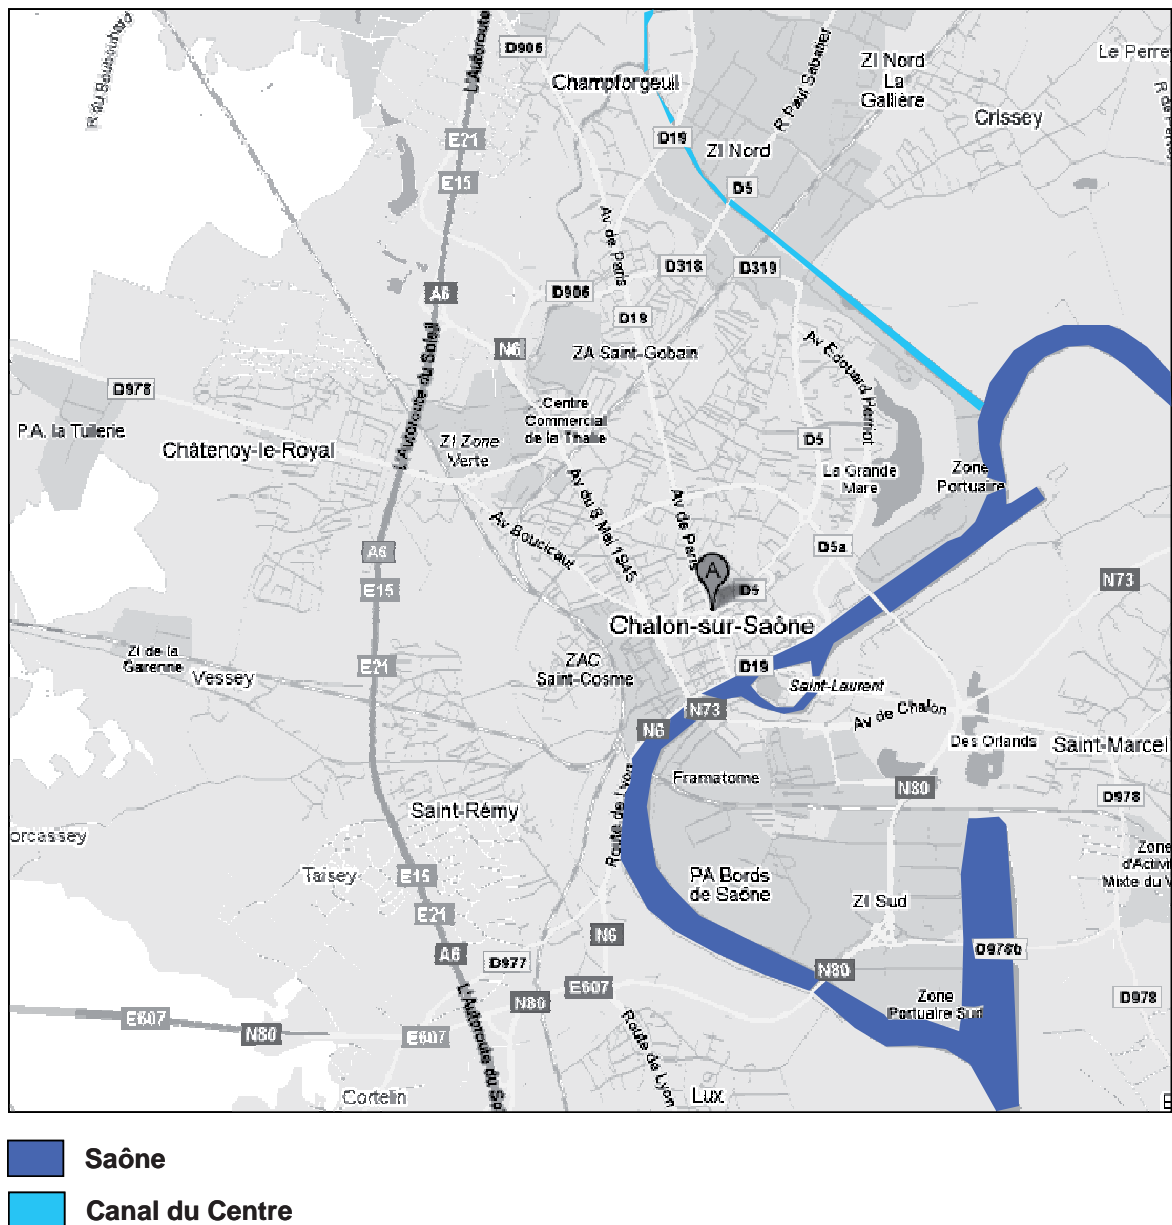 R du Bouchard
L'Autoroute
D906
Champforgeuil
R Paul Sabatier
ZI Nord
La
Gallière
Le Perre
Crissey
E21
D19
ZI Nord
E15
D5
Av de Paris
D318
D319
A6
D906
D19
N6
ZA Saint-Gobain
Av Edouard Herriot
L'Autoroute du Soleil
D978
Centre
Commercial
de la Thalie
P.A. la Tuilerie
Châtenoy-le-Royal
ZI Zone
Verte
D5
La Grande
Mare
Zone
Portuaire
Av du 8 Mai 1945
Av de Paris
Av Boucicaut
A6
D5a
N73
E15
A
D5
Chalon-sur-Saône
ZI de la
Garenne
Vessey
E21
ZAC
Saint-Cosme
D19
Saint-Laurent
N73
Av de Chalon
N6
Des Orlands
Saint-Marcel
Framatome
N80
D978
Route de Lyon
Saint-Rémy
orcassey
Taisey
E15
PA Bords
de Saône
Zone
d'Activi
Mixte du V
E21
ZI Sud
N6
A6
D977
D978b
N80
E607
N80
Zone
Portuaire Sud
D978
E607
N80
E607
L'Autoroute du So
Route de Lyon
Cortelin
Lux
Saône
Canal du Centre